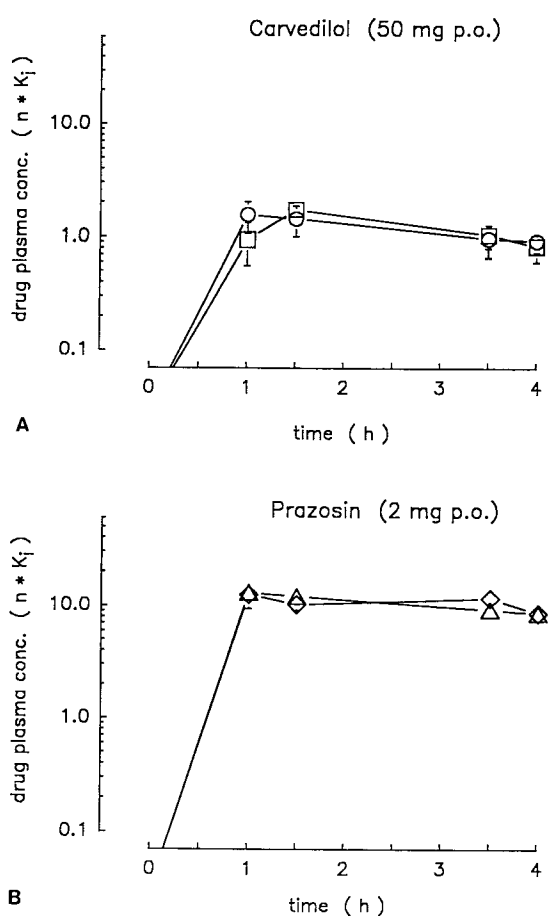 Carvedilol (50 mg p.o.)
drug plasma conc. ( n * Ki )
10.0
1.0
0.1
0 1 2 3 4
time ( h )
A
Prazosin (2 mg p.o.)
drug plasma conc. ( n * Ki )
10.0
1.0
0.1
0 1 2 3 4
time ( h )
B